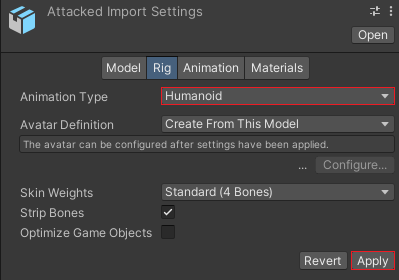 Attacked Import Settings
Open
Model Rig Animation Materials
Animation Type Humanoid
Avatar Definition Create From This Model
The avatar can be configured after settings have been applied.
... Configure...
Skin Weights Standard (4 Bones)
Strip Bones
Optimize Game Objects
Revert Apply